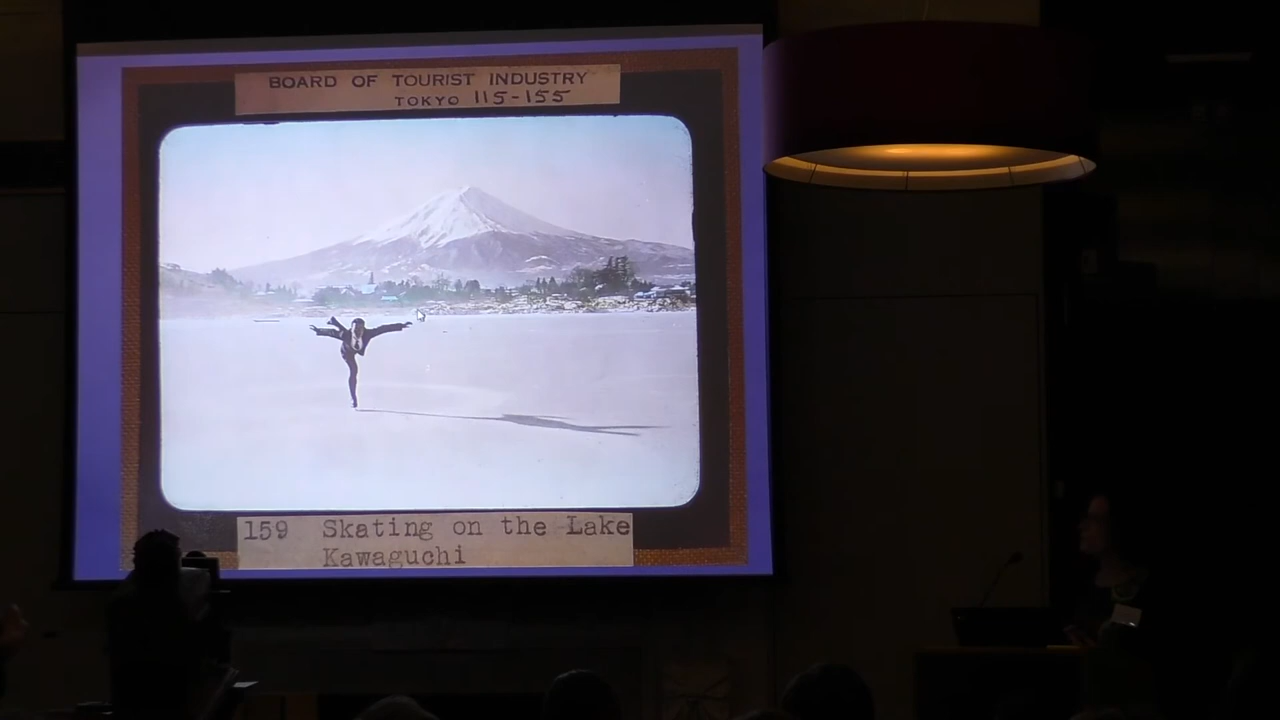 BOARD OF TOURIST INDUSTRY
TOKYO 115-155
159 Skating on the Lake
Kawaguchi